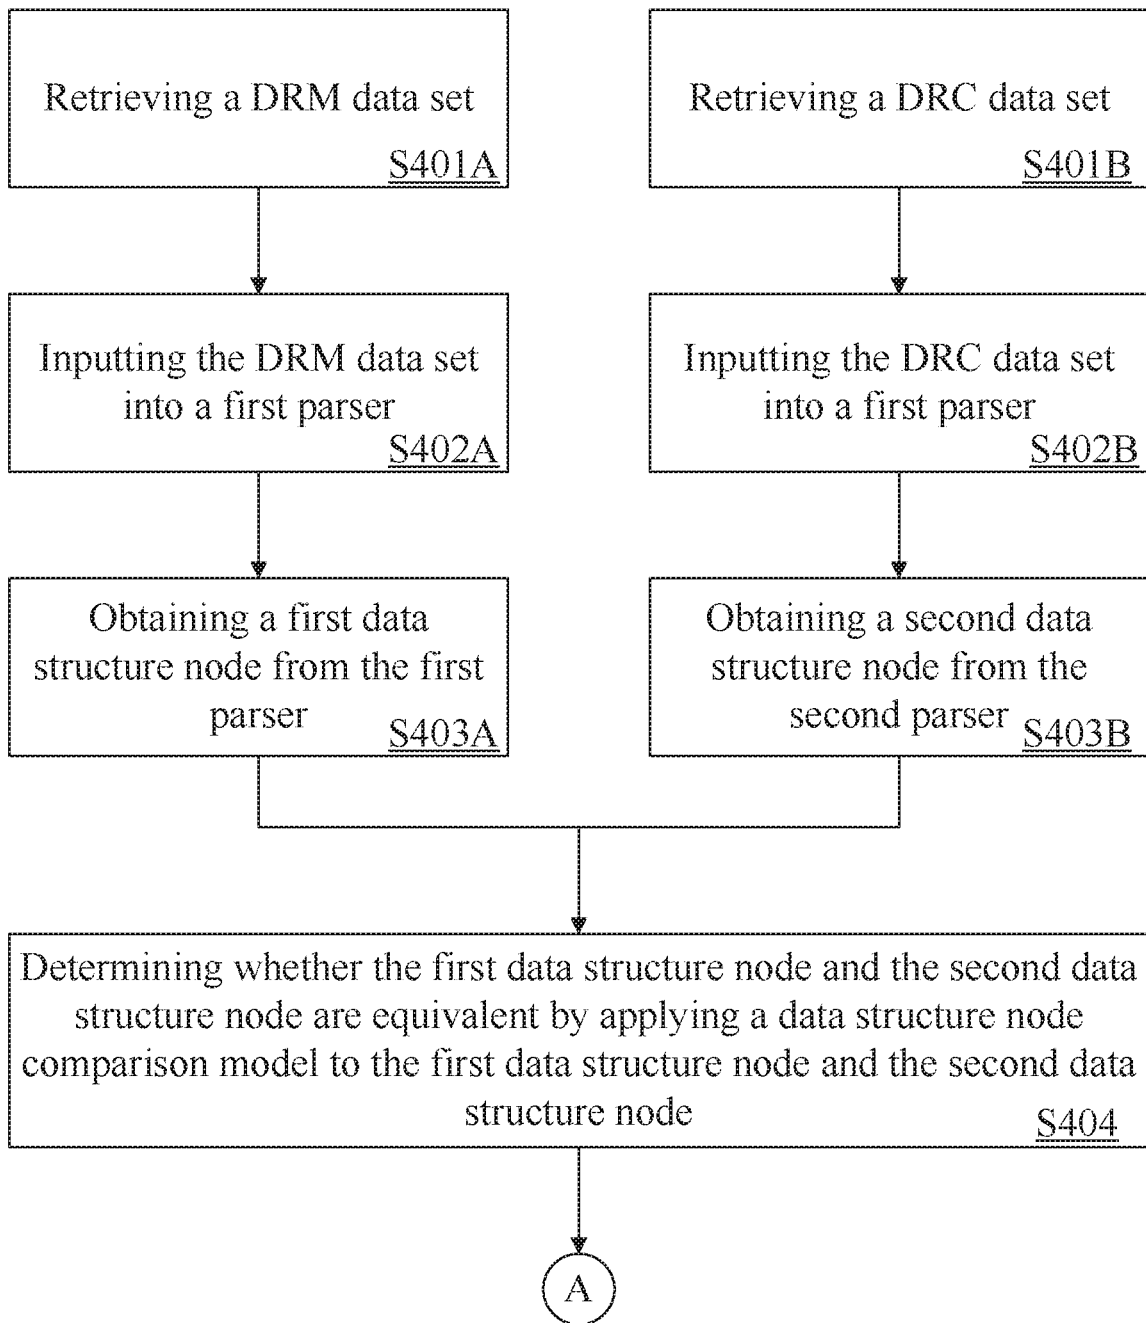 Retrieving a DRM data set
S401A
Retrieving a DRC data set
S401B
Inputting the DRM data set
into a first parser
S402A
Inputting the DRC data set
into a first parser
S402B
Obtaining a first data
structure node from the first
parser
S403A
Obtaining a second data
structure node from the
second parser
S403B
Determining whether the first data structure node and the second data
structure node are equivalent by applying a data structure node
comparison model to the first data structure node and the second data
structure node
S404
A